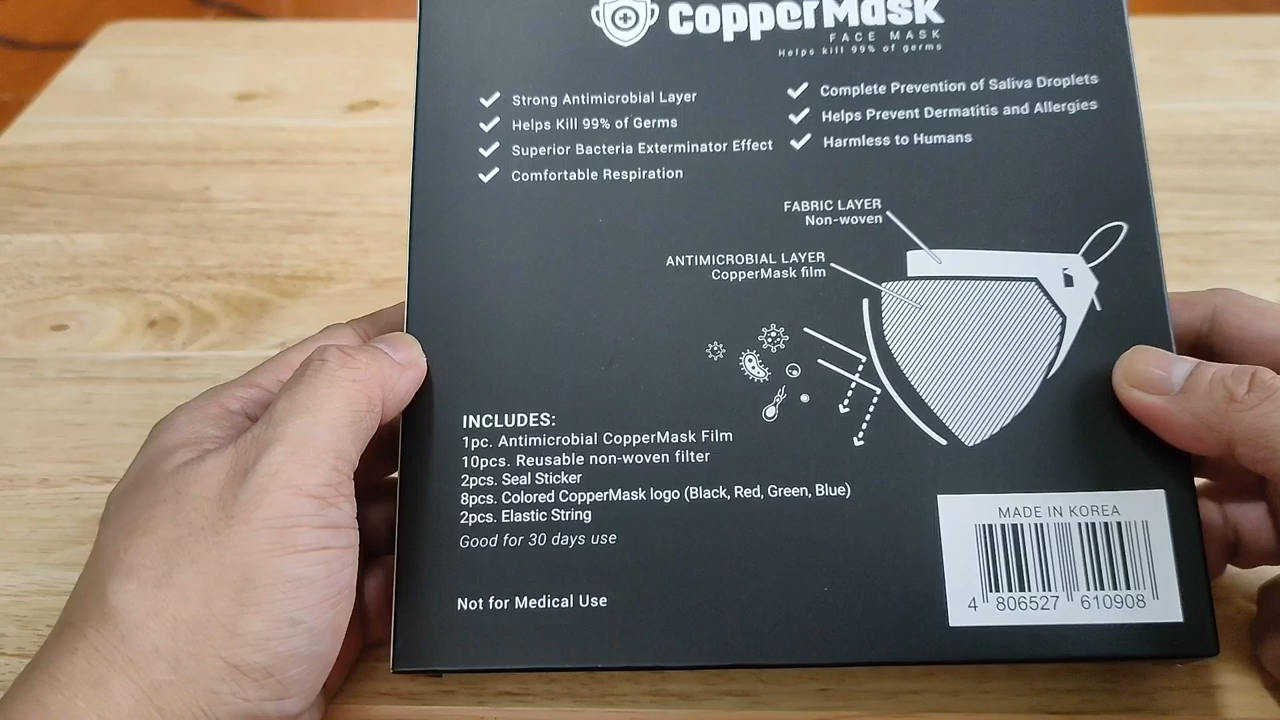 CopperMask
FACE MASK
Helps kill 99% of germs
Strong Antimicrobial Layer
Helps Kill 99% of Germs
Superior Bacteria Exterminator Effect
Comfortable Respiration
Complete Prevention of Saliva Droplets
Helps Prevent Dermatitis and Allergies
Harmless to Humans
FABRIC LAYER
Non-woven
ANTIMICROBIAL LAYER
CopperMask film
INCLUDES:
1pc. Antimicrobial CopperMask Film
10pcs. Reusable non-woven filter
2pcs. Seal Sticker
8pcs. Colored CopperMask logo (Black, Red, Green, Blue)
2pcs. Elastic String
Good for 30 days use
Not for Medical Use
MADE IN KOREA
4 806527 610908